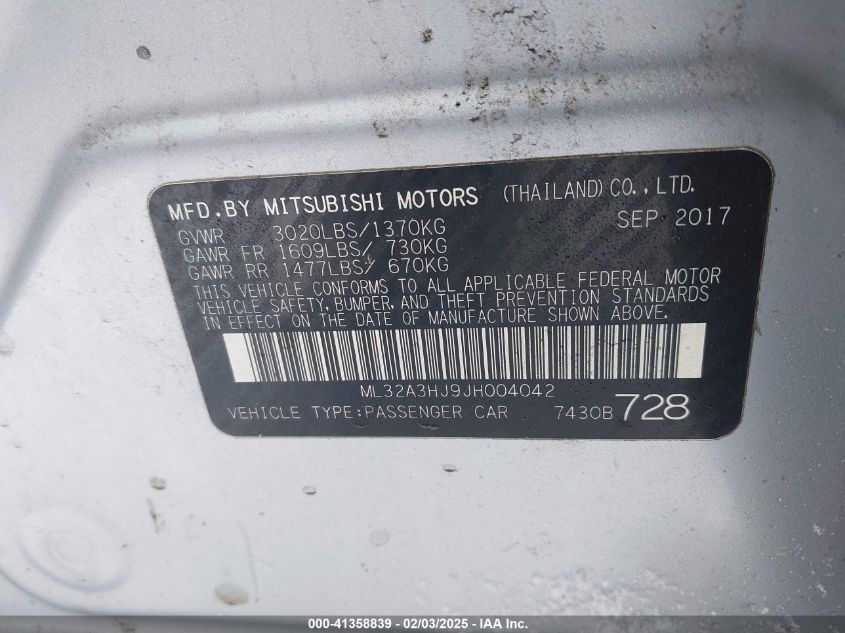 MFD. BY MITSUBISHI MOTORS (THAILAND) CO., LTD.
GVWR 3020LBS/1370KG SEP 2017
GAWR FR 1609LBS/ 730KG
GAWR RR 1477LBS/ 670KG
THIS VEHICLE CONFORMS TO ALL APPLICABLE FEDERAL MOTOR
VEHICLE SAFETY, BUMPER, AND THEFT PREVENTION STANDARDS
IN EFFECT ON THE DATE OF MANUFACTURE SHOWN ABOVE.
ML32A3HJ9JH004042
VEHICLE TYPE:PASSENGER CAR 7430B 728
000-41358839 - 02/03/2025 - IAA Inc.